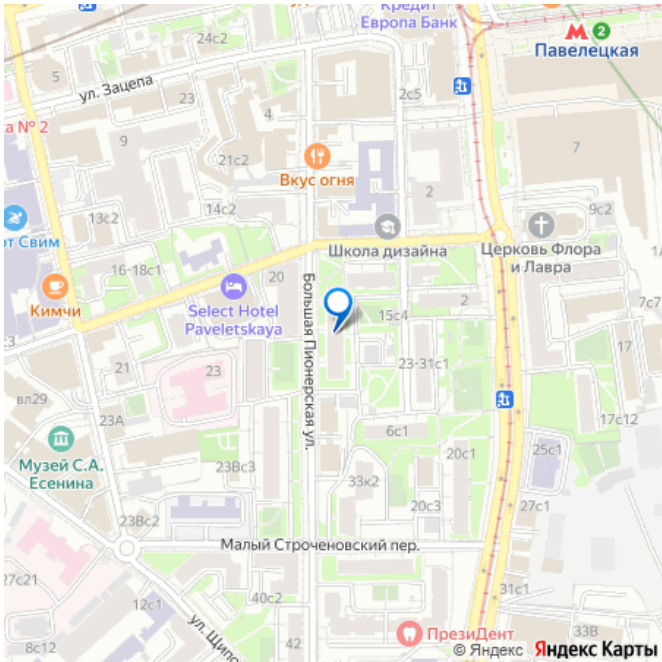 Кредит
Европа Банк
24с2
М 2
Павелецкая
5
ул. Зацепа
23
4
2с5
а № 2
9
21с2
Вкус огня
7
2
13с2
14с2
9с2
рт Свим
Школа дизайна
Церковь Флора
и Лавра
16-18с1
20
Кимчи
Select Hotel
Paveletskaya
Большая Пионерская ул.
15с4
7с7
21
23
23-31с1
17
вл29
23А
17с12
6с1
Музей С.А.
Есенина
23Вс3
20с1
25с1
33к2
23Вс2
20с3
27с1
Малый Строченовский пер.
27с21
12с1
40с2
31с1
ул. Щипо
8с12
42
ПрезиДент
33В
© Яндекс Яндекс Карты